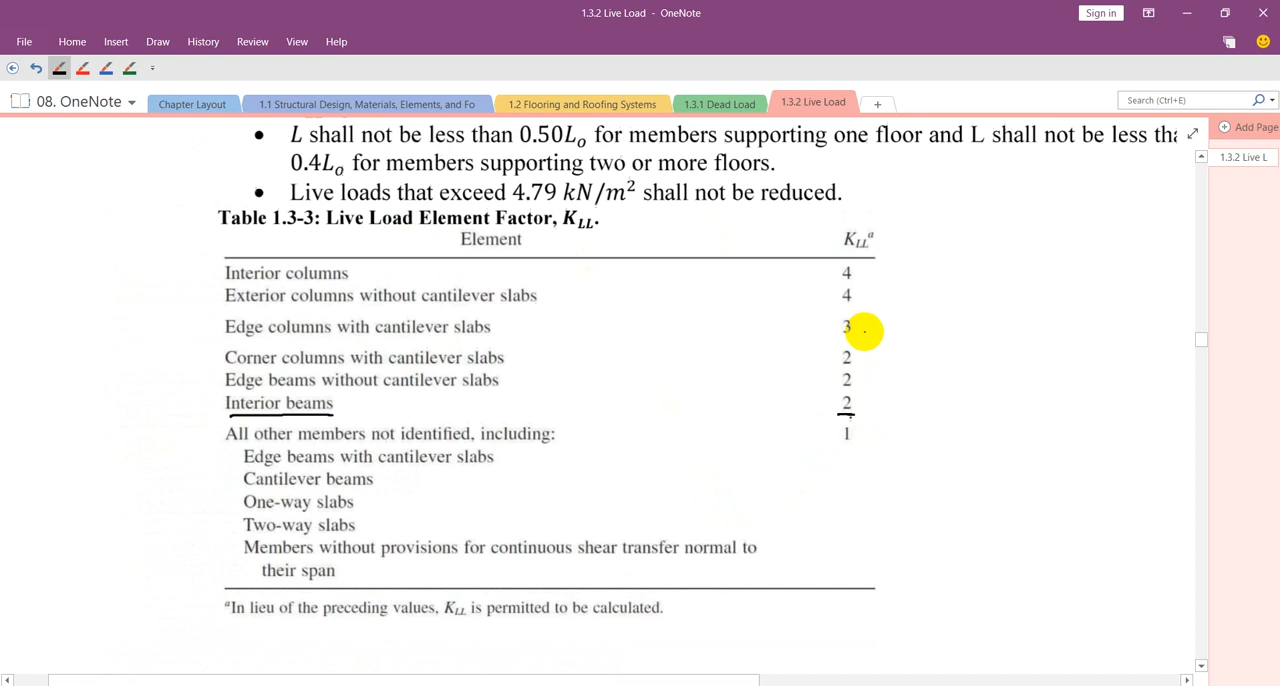 1.3.2 Live Load - OneNote
Sign in
File Home Insert Draw History Review View Help
08. OneNote
Chapter Layout
1.1 Structural Design, Materials, Elements, and Fo
1.2 Flooring and Roofing Systems
1.3.1 Dead Load
1.3.2 Live Load
Search (Ctrl+E)
Add Page
1.3.2 Live L
• L shall not be less than 0.50Lₒ for members supporting one floor and L shall not be less tha
0.4Lₒ for members supporting two or more floors.
• Live loads that exceed 4.79 kN/m² shall not be reduced.
Table 1.3-3: Live Load Element Factor, K_LL.
Element K_LL^a
Interior columns 4
Exterior columns without cantilever slabs 4
Edge columns with cantilever slabs 3
Corner columns with cantilever slabs 2
Edge beams without cantilever slabs 2
Interior beams 2
All other members not identified, including: 1
Edge beams with cantilever slabs
Cantilever beams
One-way slabs
Two-way slabs
Members without provisions for continuous shear transfer normal to
their span
ᵃIn lieu of the preceding values, K_LL is permitted to be calculated.